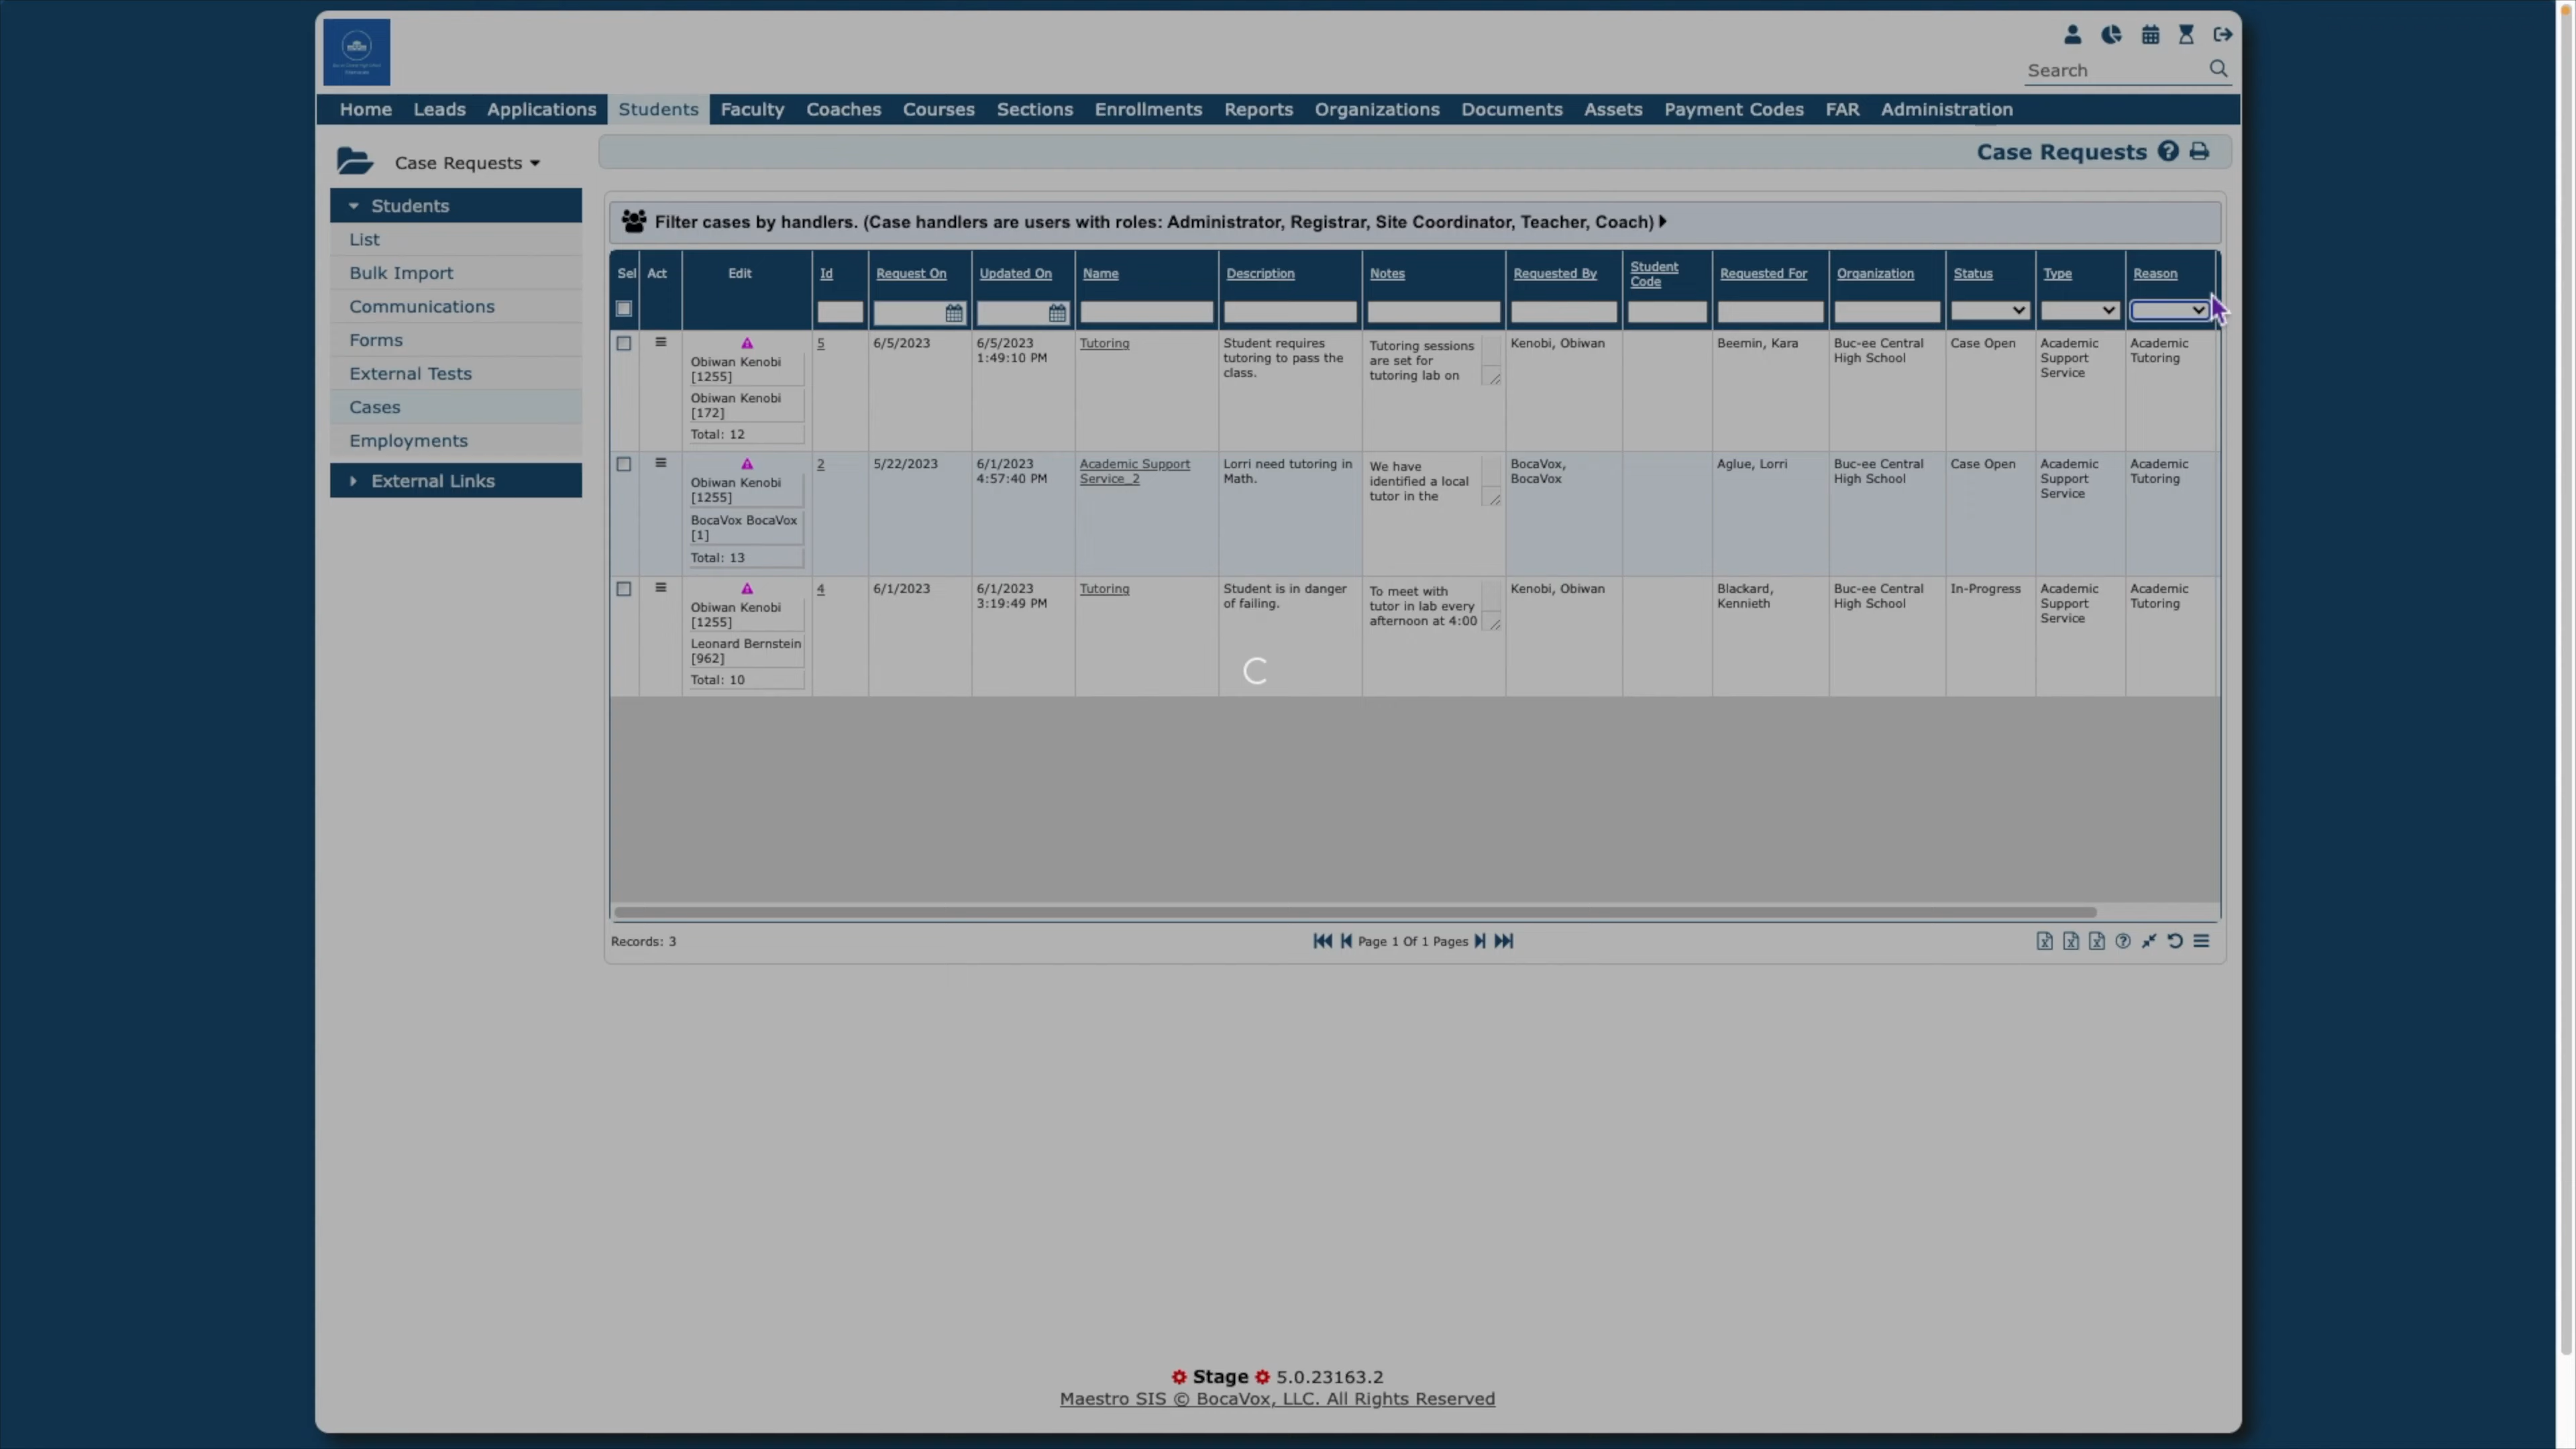 Search
Home Leads Applications Students Faculty Coaches Courses Sections Enrollments Reports Organizations Documents Assets Payment Codes FAR Administration
Case Requests
Case Requests
Students
List
Bulk Import
Communications
Forms
External Tests
Cases
Employments
External Links
Filter cases by handlers. (Case handlers are users with roles: Administrator, Registrar, Site Coordinator, Teacher, Coach)
Sel Act Edit Id Request On Updated On Name Description Notes Requested By Student Code Requested For Organization Status Type Reason
Obiwan Kenobi
[1255]
Obiwan Kenobi
[172]
Total: 12
5
6/5/2023
6/5/2023
1:49:10 PM
Tutoring
Student requires
tutoring to pass the
class.
Tutoring sessions
are set for
tutoring lab on
Kenobi, Obiwan
Beemin, Kara
Buc-ee Central
High School
Case Open
Academic
Support
Service
Academic
Tutoring
Obiwan Kenobi
[1255]
BocaVox BocaVox
[1]
Total: 13
2
5/22/2023
6/1/2023
4:57:40 PM
Academic Support
Service_2
Lorri need tutoring in
Math.
We have
identified a local
tutor in the
BocaVox,
BocaVox
Aglue, Lorri
Buc-ee Central
High School
Case Open
Academic
Support
Service
Academic
Tutoring
Obiwan Kenobi
[1255]
Leonard Bernstein
[962]
Total: 10
4
6/1/2023
6/1/2023
3:19:49 PM
Tutoring
Student is in danger
of failing.
To meet with
tutor in lab every
afternoon at 4:00
Kenobi, Obiwan
Blackard,
Kennieth
Buc-ee Central
High School
In-Progress
Academic
Support
Service
Academic
Tutoring
Records: 3
Page 1 Of 1 Pages
Stage 5.0.23163.2
Maestro SIS © BocaVox, LLC. All Rights Reserved